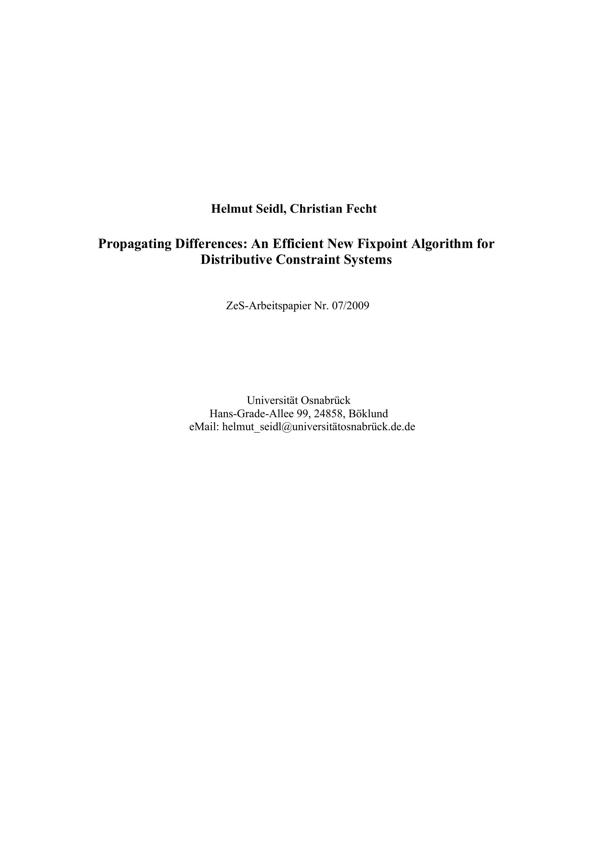 Helmut Seidl, Christian Fecht
Propagating Differences: An Efficient New Fixpoint Algorithm for
Distributive Constraint Systems
ZeS-Arbeitspapier Nr. 07/2009
Universität Osnabrück
Hans-Grade-Allee 99, 24858, Böklund
eMail: helmut_seidl@universitätosnabrück.de.de